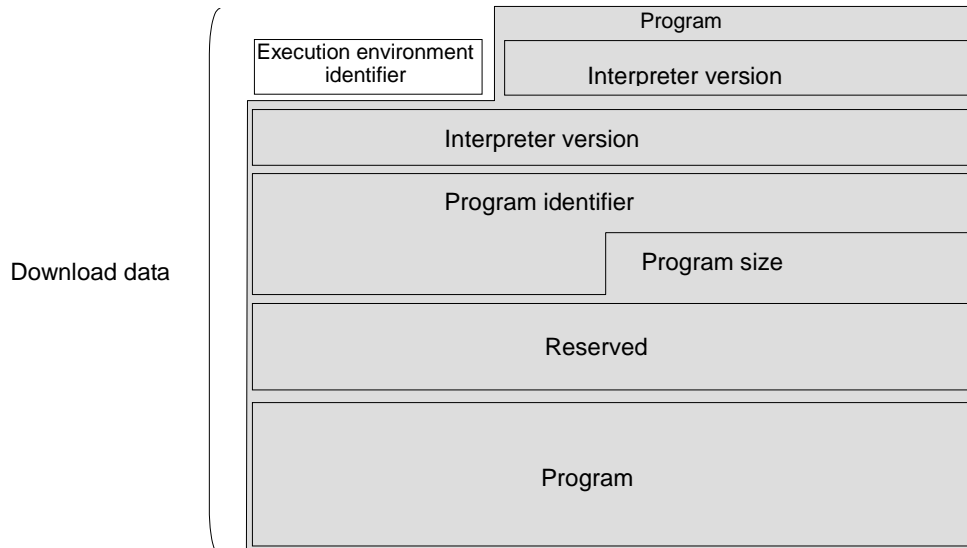 Program
Execution environment
identifier
Interpreter version
Interpreter version
Program identifier
Program size
Download data
Reserved
Program